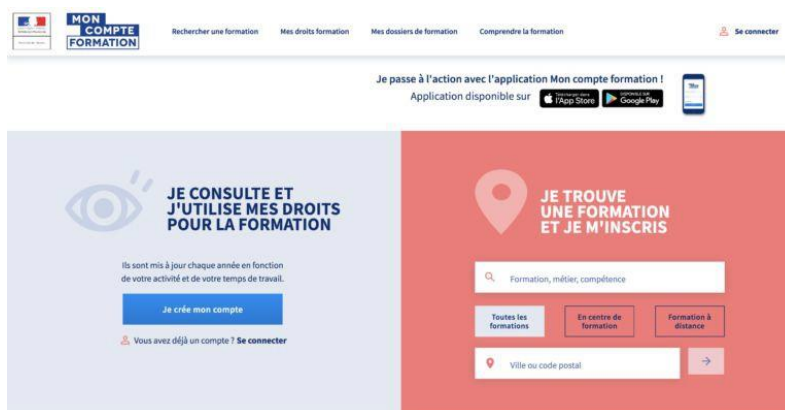 MON
COMPTE
FORMATION
Rechercher une formation
Mes droits formation
Mes dossiers de formation
Comprendre la formation
Se connecter
Je passe à l'action avec l'application Mon compte formation !
Application disponible sur
Télécharger dans
l'App Store
DISPONIBLE SUR
Google Play
JE CONSULTE ET
J'UTILISE MES DROITS
POUR LA FORMATION
Ils sont mis à jour chaque année en fonction
de votre activité et de votre temps de travail.
Je crée mon compte
Vous avez déjà un compte ? Se connecter
JE TROUVE
UNE FORMATION
ET JE M'INSCRIS
Formation, métier, compétence
Toutes les
formations
En centre de
formation
Formation à
distance
Ville ou code postal